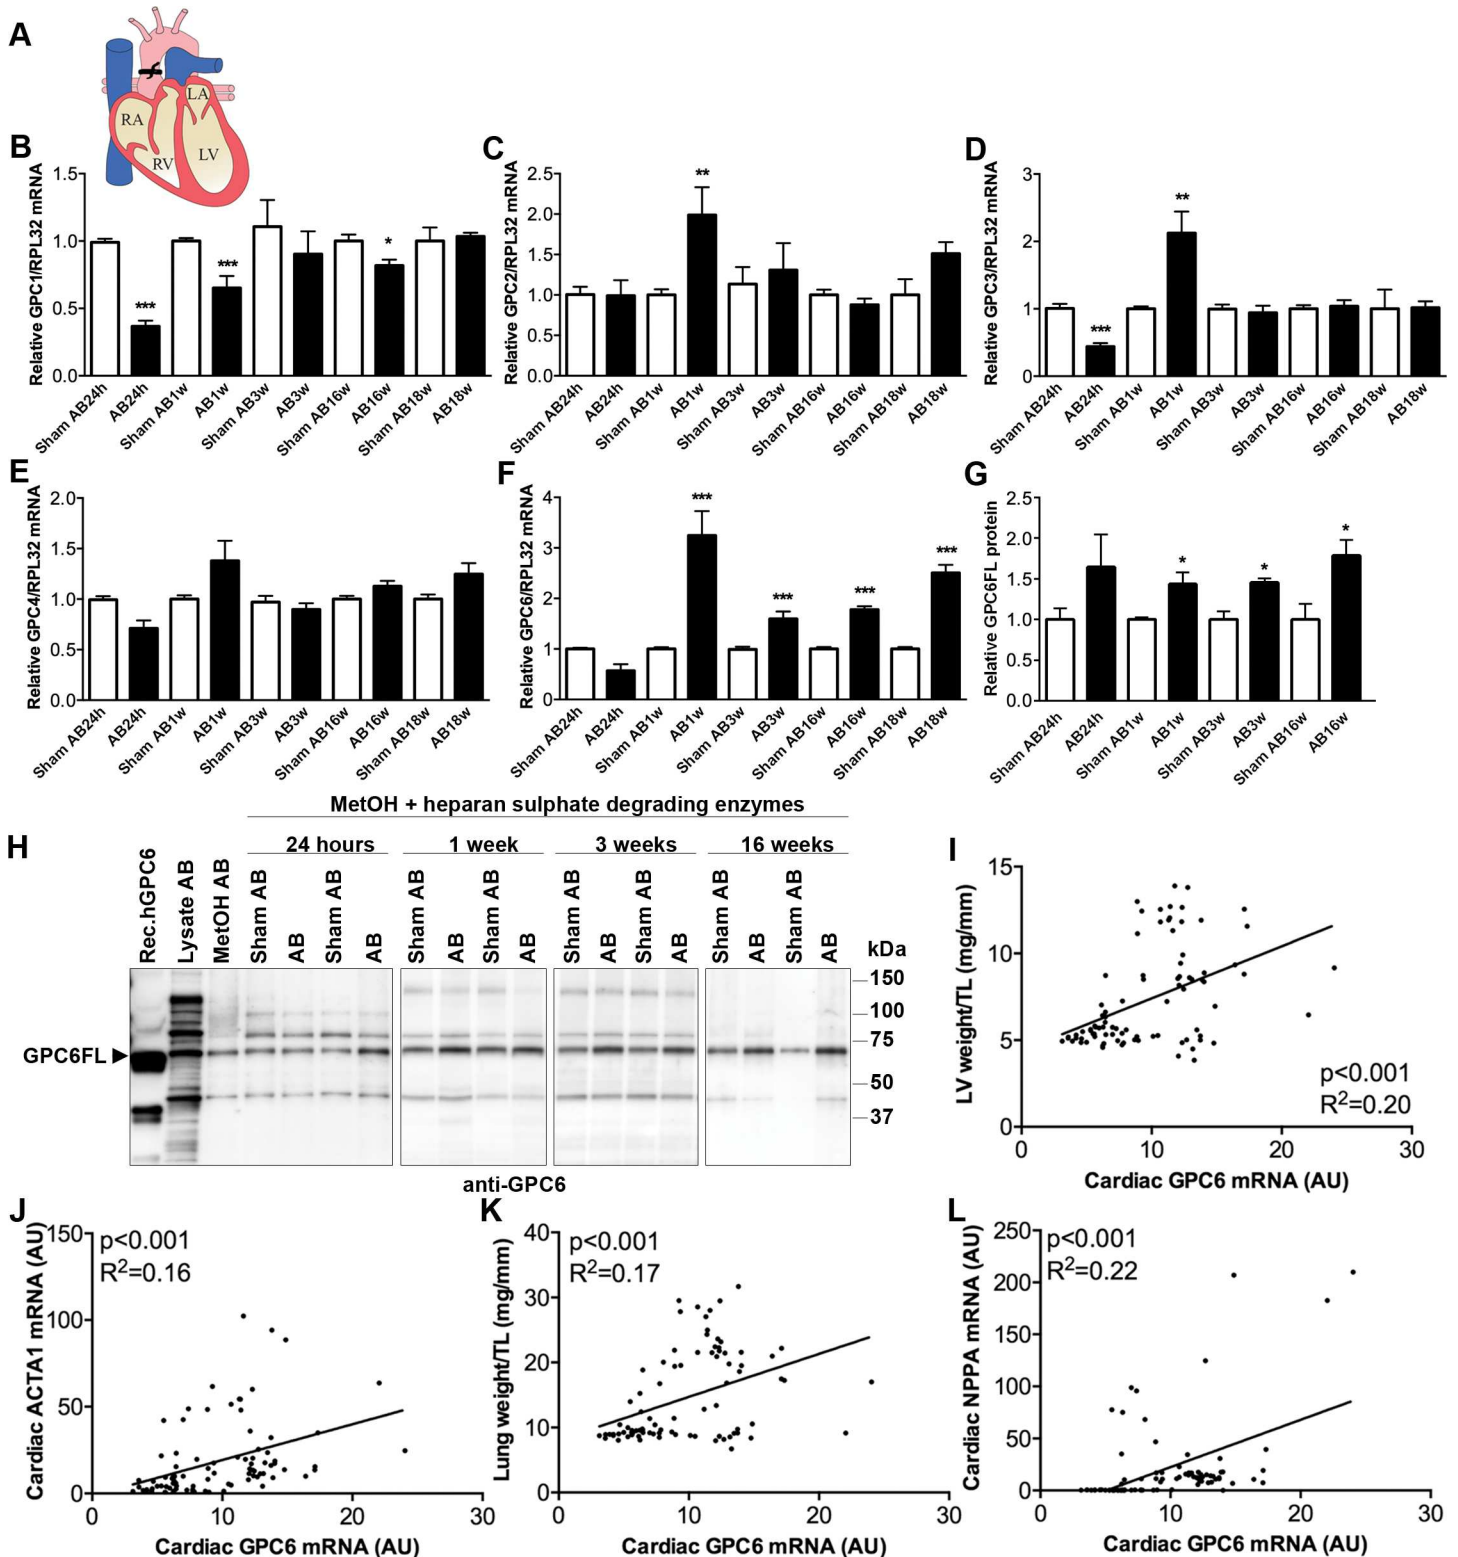 A
LA
RA
LV
RV
B
Relative GPC1/RPL32 mRNA
1.5
1.0
0.5
0.0
***
***
*
Sham AB24h
AB24h
Sham AB1w
AB1w
Sham AB3w
AB3w
Sham AB16w
AB16w
Sham AB18w
AB18w
C
Relative GPC2/RPL32 mRNA
2.5
2.0
1.5
1.0
0.5
0.0
**
Sham AB24h
AB24h
Sham AB1w
AB1w
Sham AB3w
AB3w
Sham AB16w
AB16w
Sham AB18w
AB18w
D
Relative GPC3/RPL32 mRNA
3
2
1
0
***
**
Sham AB24h
AB24h
Sham AB1w
AB1w
Sham AB3w
AB3w
Sham AB16w
AB16w
Sham AB18w
AB18w
E
Relative GPC4/RPL32 mRNA
2.0
1.5
1.0
0.5
0.0
Sham AB24h
AB24h
Sham AB1w
AB1w
Sham AB3w
AB3w
Sham AB16w
AB16w
Sham AB18w
AB18w
F
Relative GPC6/RPL32 mRNA
4
3
2
1
0
***
***
***
***
Sham AB24h
AB24h
Sham AB1w
AB1w
Sham AB3w
AB3w
Sham AB16w
AB16w
Sham AB18w
AB18w
G
Relative GPC6FL protein
2.5
2.0
1.5
1.0
0.5
0.0
*
*
*
Sham AB24h
AB24h
Sham AB1w
AB1w
Sham AB3w
AB3w
Sham AB16w
AB16w
H
MetOH + heparan sulphate degrading enzymes
24 hours
1 week
3 weeks
16 weeks
Rec.hGPC6
Lysate AB
MetOH AB
Sham AB
AB
Sham AB
AB
Sham AB
AB
Sham AB
AB
Sham AB
AB
Sham AB
AB
Sham AB
AB
Sham AB
AB
kDa
150
100
75
50
37
GPC6FL
anti-GPC6
I
LV weight/TL (mg/mm)
15
10
5
0
p<0.001
R2=0.20
0
10
20
30
Cardiac GPC6 mRNA (AU)
J
Cardiac ACTA1 mRNA (AU)
150
100
50
0
p<0.001
R2=0.16
0
10
20
30
Cardiac GPC6 mRNA (AU)
K
Lung weight/TL (mg/mm)
40
30
20
10
0
p<0.001
R2=0.17
0
10
20
30
Cardiac GPC6 mRNA (AU)
L
Cardiac NPPA mRNA (AU)
250
200
150
100
50
0
p<0.001
R2=0.22
0
10
20
30
Cardiac GPC6 mRNA (AU)